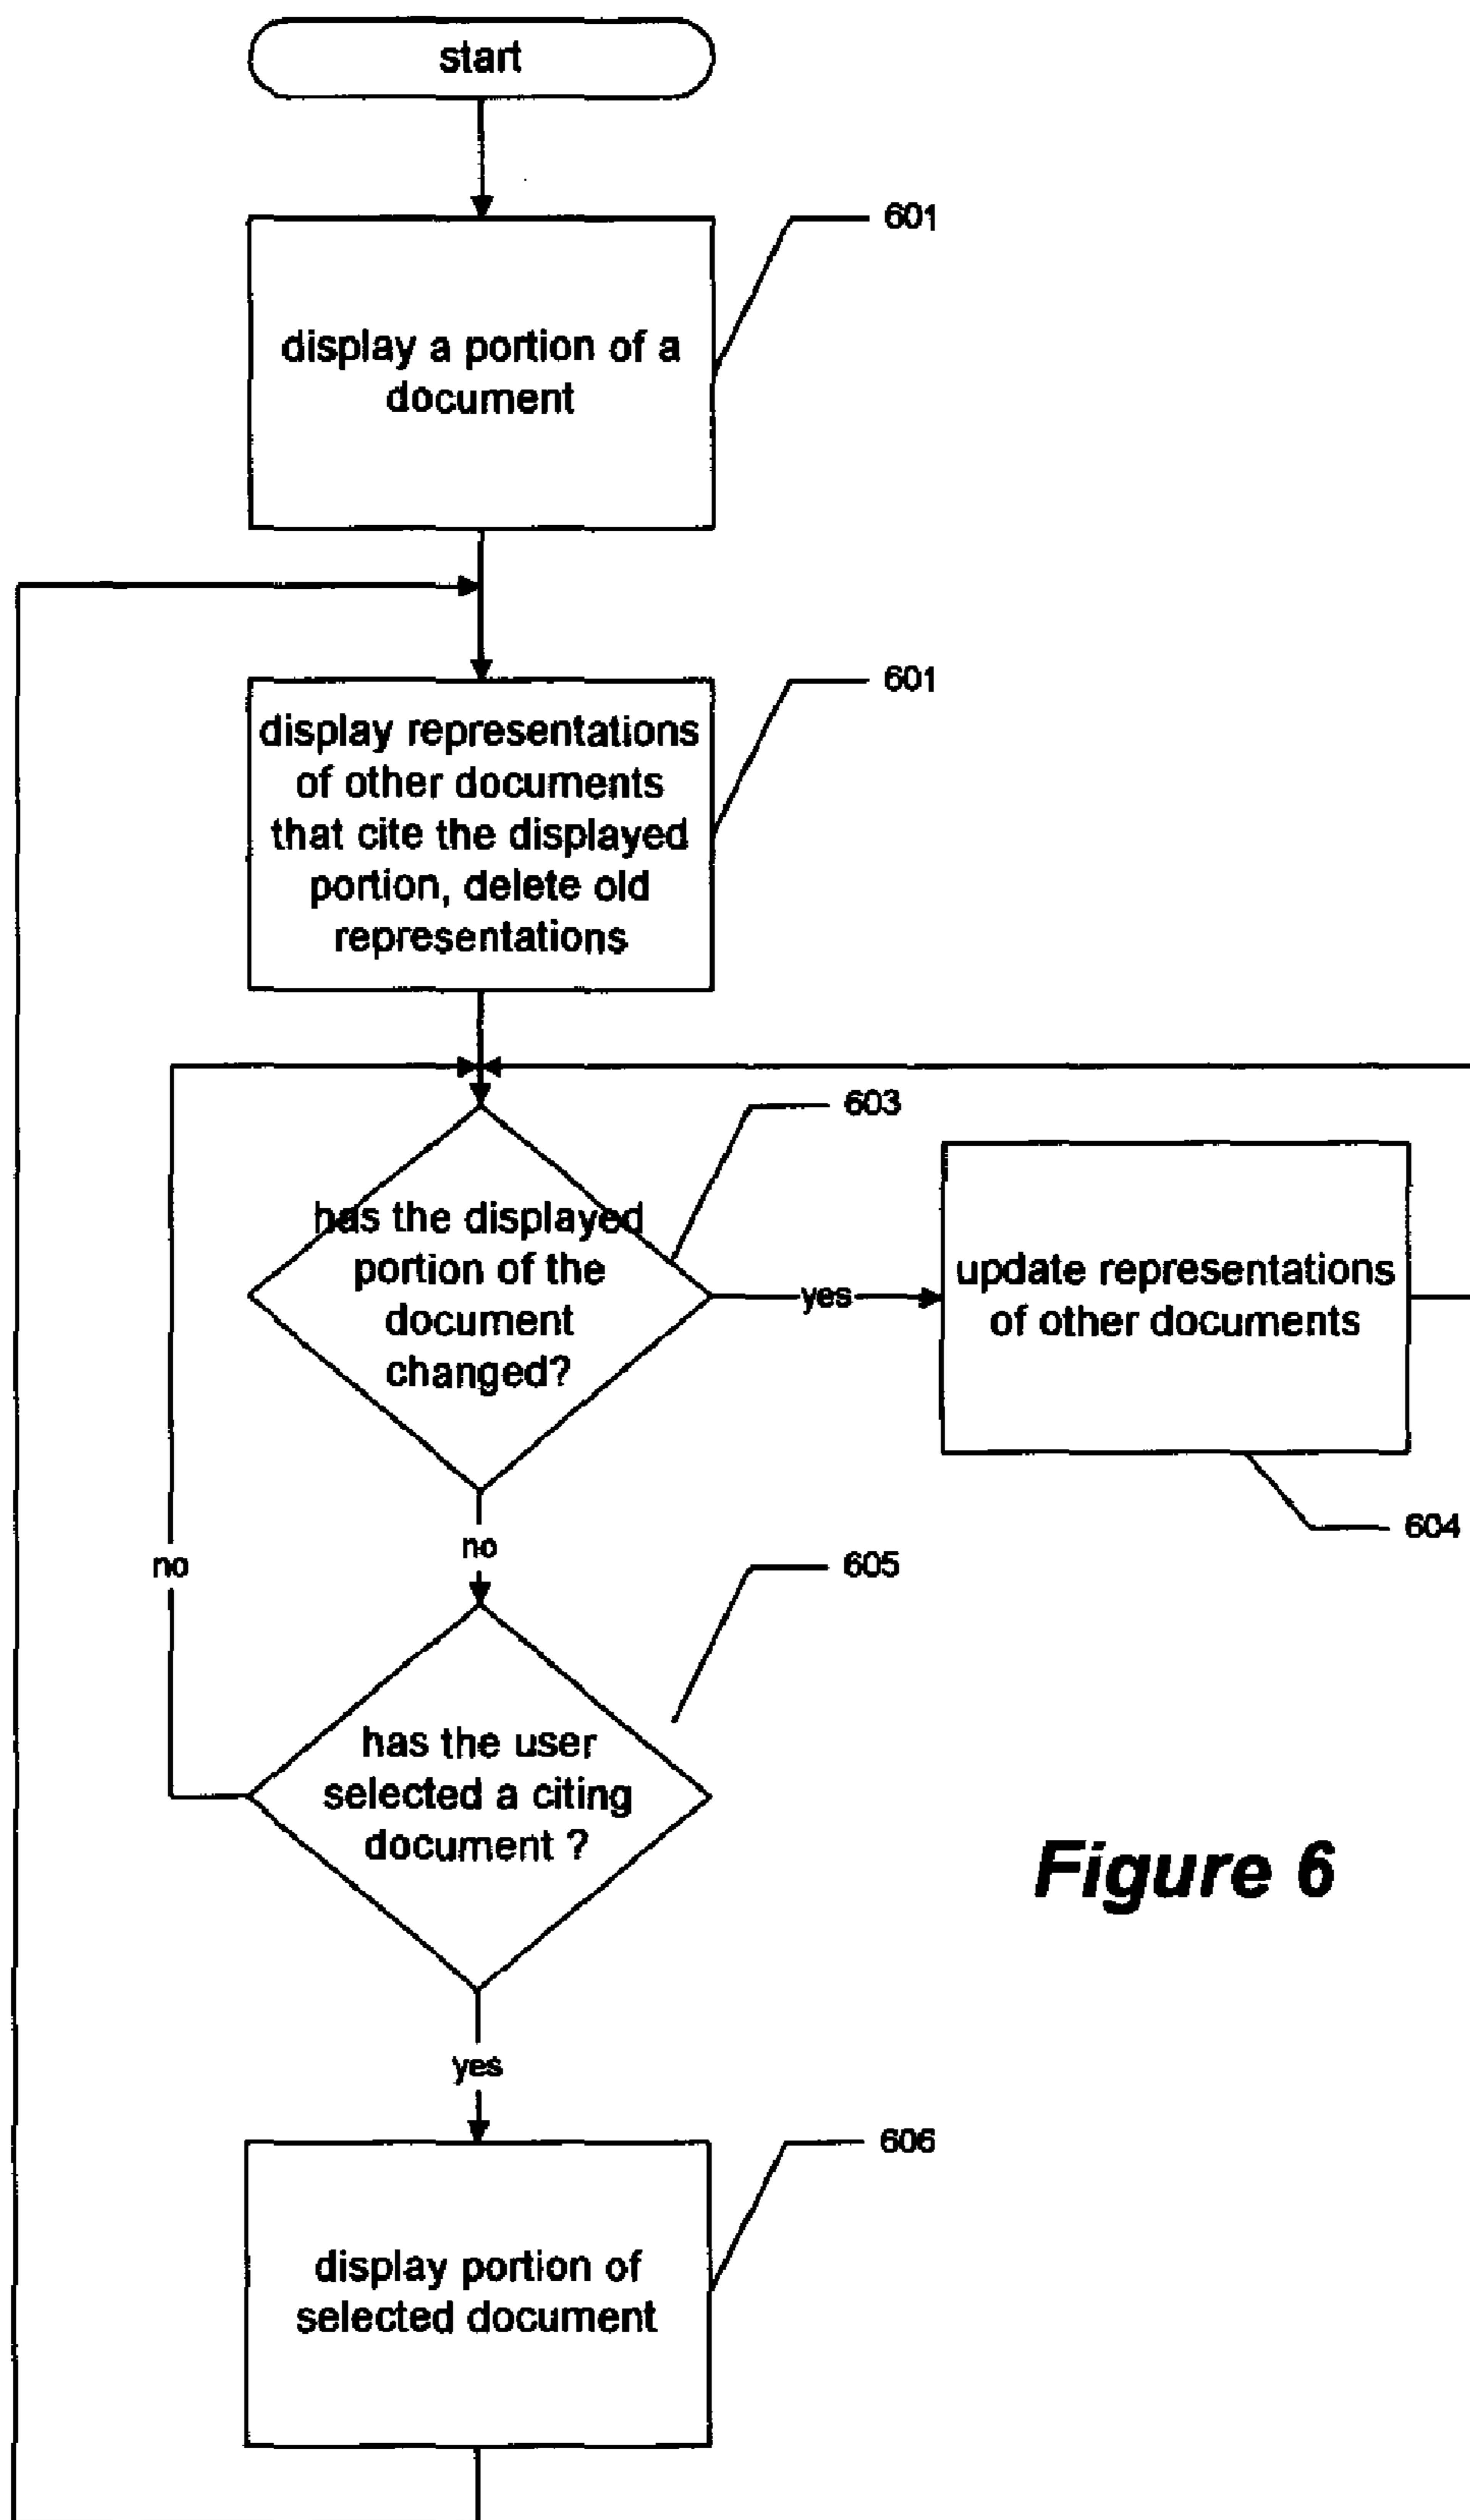 start
601
display a portion of a
document
601
display representations
of other documents
that cite the displayed
portion, delete old
representations
603
has the displayed
portion of the
document
changed?
yes
update representations
of other documents
604
no
no
605
has the user
selected a citing
document ?
Figure 6
yes
606
display portion of
selected document